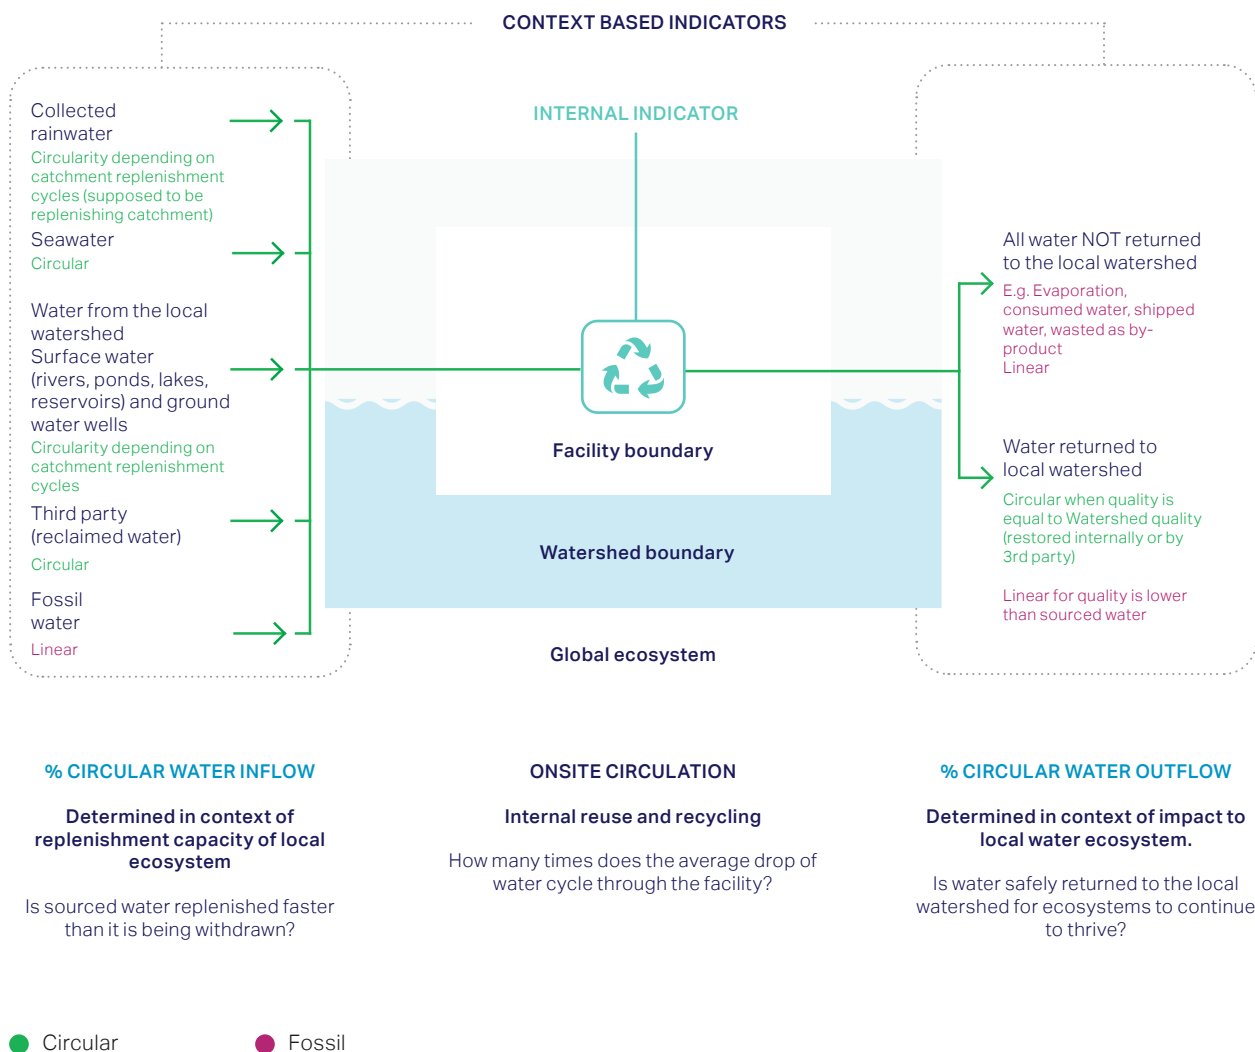 CONTEXT BASED INDICATORS
Collected
rainwater
Circularity depending on
catchment replenishment
cycles (supposed to be
replenishing catchment)
Seawater
Circular
Water from the local
watershed
Surface water
(rivers, ponds, lakes,
reservoirs) and ground
water wells
Circularity depending on
catchment replenishment
cycles
Third party
(reclaimed water)
Circular
Fossil
water
Linear
INTERNAL INDICATOR
Facility boundary
Watershed boundary
Global ecosystem
All water NOT returned
to the local watershed
E.g. Evaporation,
consumed water, shipped
water, wasted as by-
product
Linear
Water returned to
local watershed
Circular when quality is
equal to Watershed quality
(restored internally or by
3rd party)
Linear for quality is lower
than sourced water
% CIRCULAR WATER INFLOW
Determined in context of
replenishment capacity of local
ecosystem
Is sourced water replenished faster
than it is being withdrawn?
ONSITE CIRCULATION
Internal reuse and recycling
How many times does the average drop of
water cycle through the facility?
% CIRCULAR WATER OUTFLOW
Determined in context of impact to
local water ecosystem.
Is water safely returned to the local
watershed for ecosystems to continue
to thrive?
Circular
Fossil